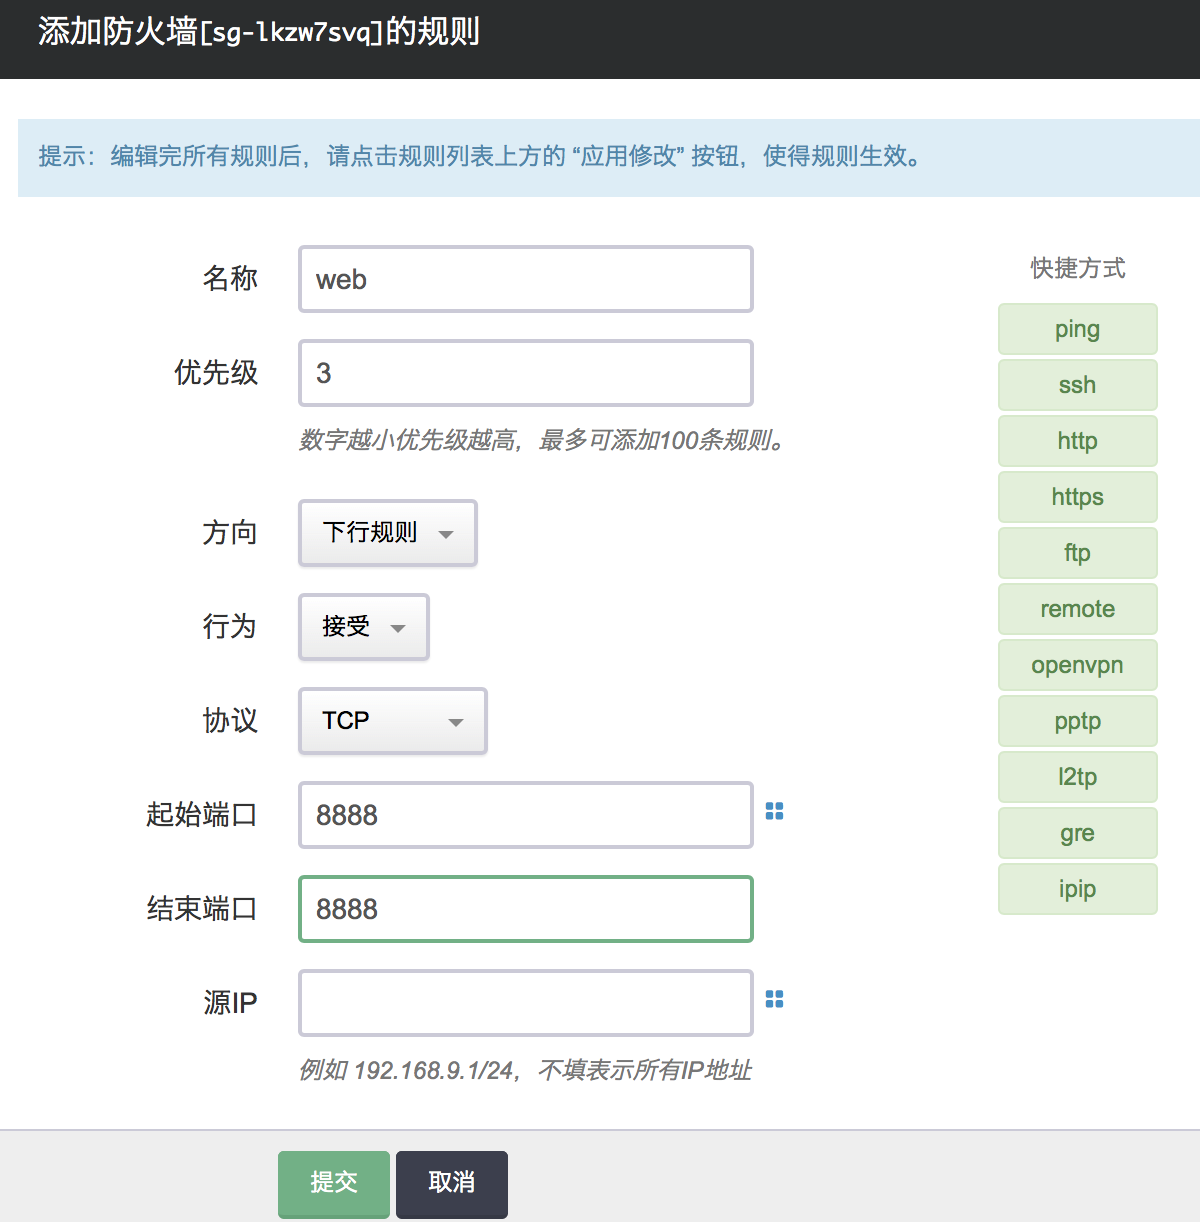 添加防火墙[sg-lkzw7svq]的规则
提示：编辑完所有规则后，请点击规则列表上方的 “应用修改” 按钮，使得规则生效。
名称
web
优先级
3
数字越小优先级越高，最多可添加100条规则。
方向
下行规则
行为
接受
协议
TCP
起始端口
8888
结束端口
8888
源IP
例如 192.168.9.1/24，不填表示所有IP地址
快捷方式
ping
ssh
http
https
ftp
remote
openvpn
pptp
l2tp
gre
ipip
提交
取消